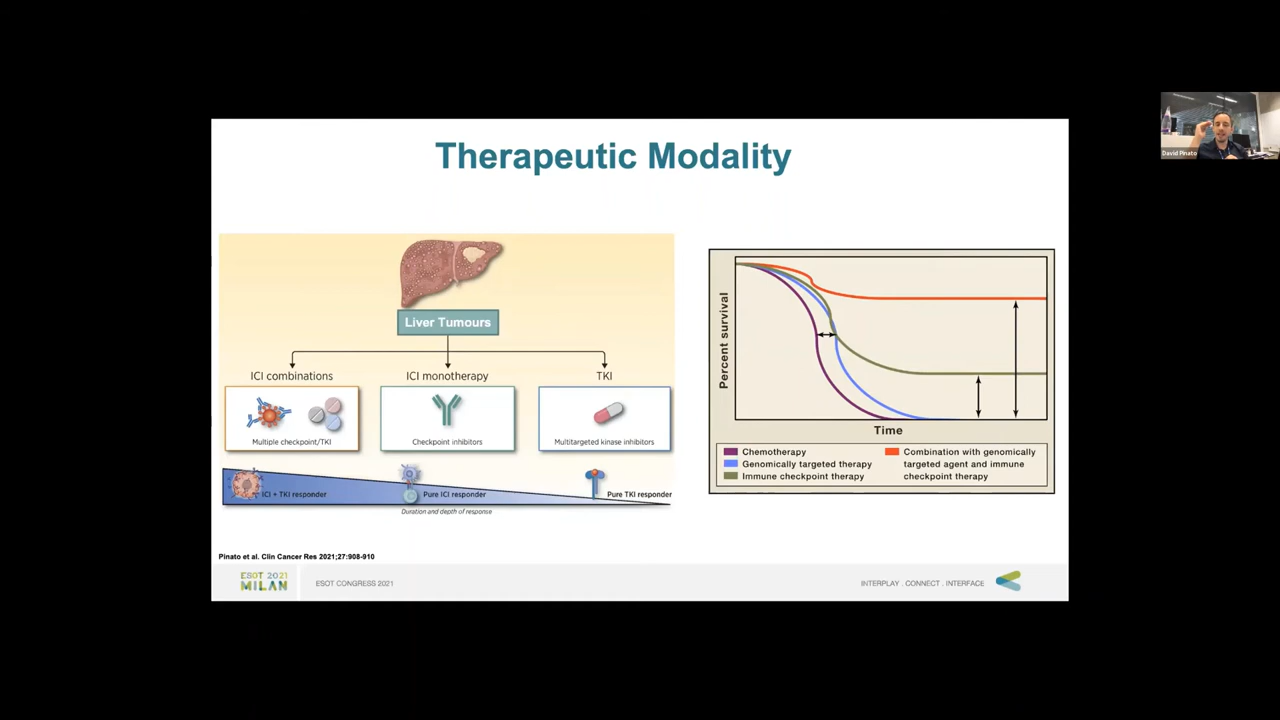 Therapeutic Modality
Liver Tumours
ICI combinations
ICI monotherapy
TKI
Multiple checkpoint/TKI
Checkpoint inhibitors
Multitargeted kinase inhibitors
ICI + TKI responder
Pure ICI responder
Pure TKI responder
Duration and depth of response
Percent survival
Time
Chemotherapy
Genomically targeted therapy
Immune checkpoint therapy
Combination with genomically
targeted agent and immune
checkpoint therapy
Pinato et al. Clin Cancer Res 2021;27:908-910
ESOT 2021
MILAN
ESOT CONGRESS 2021
INTERPLAY . CONNECT . INTERFACE
David Pinato